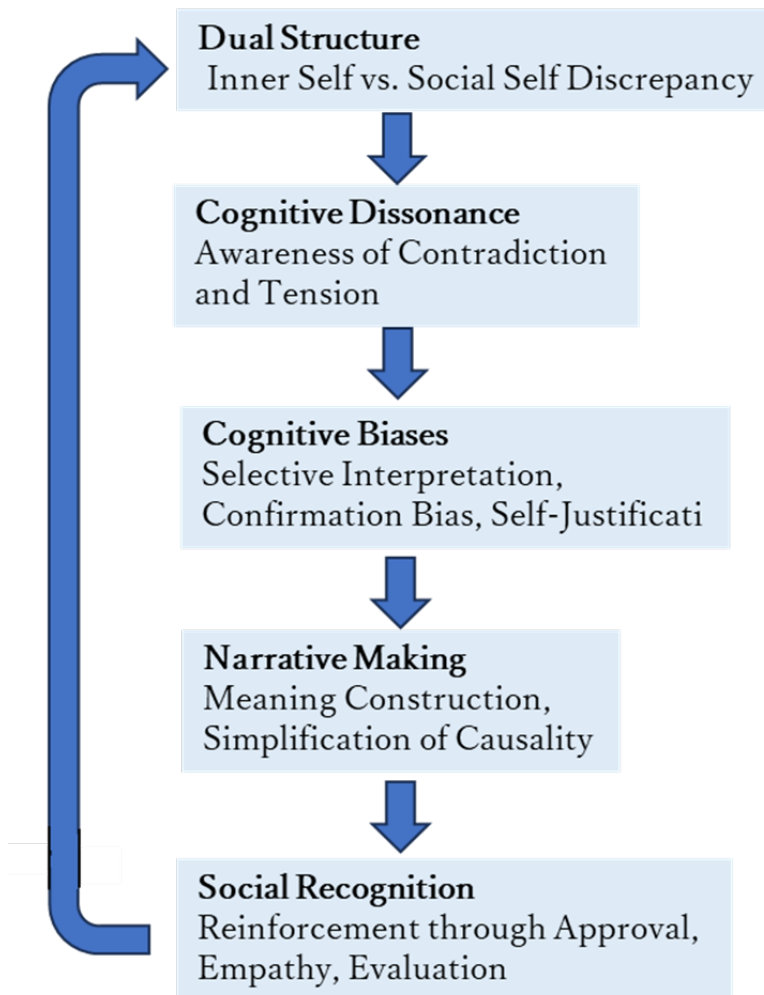 Dual Structure
Inner Self vs. Social Self Discrepancy
Cognitive Dissonance
Awareness of Contradiction
and Tension
Cognitive Biases
Selective Interpretation,
Confirmation Bias, Self-Justificati
Narrative Making
Meaning Construction,
Simplification of Causality
Social Recognition
Reinforcement through Approval,
Empathy, Evaluation